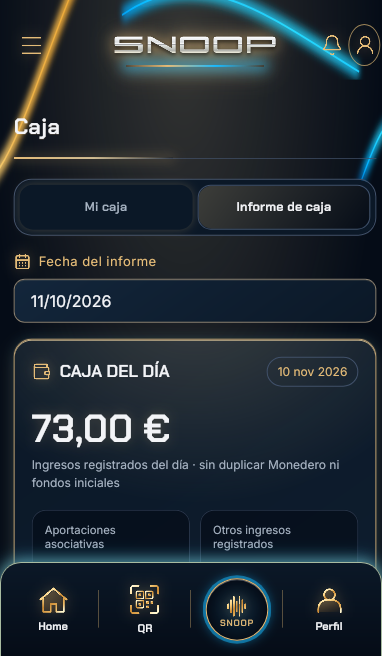 SNOOP
Caja
Mi caja
Informe de caja
Fecha del informe
11/10/2026
CAJA DEL DÍA
10 nov 2026
73,00 €
Ingresos registrados del día · sin duplicar Monedero ni
fondos iniciales
Aportaciones
asociativas
Otros ingresos
registrados
Home
QR
SNOOP
Perfil